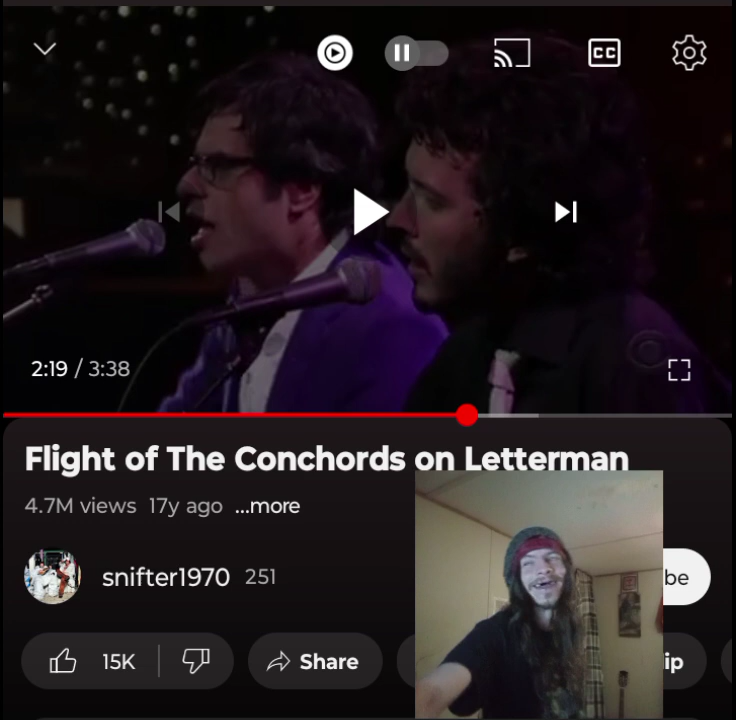 CC
2:19 / 3:38
Flight of The Conchords on Letterman
4.7M views 17y ago ...more
snifter1970 251
be
15K Share ip